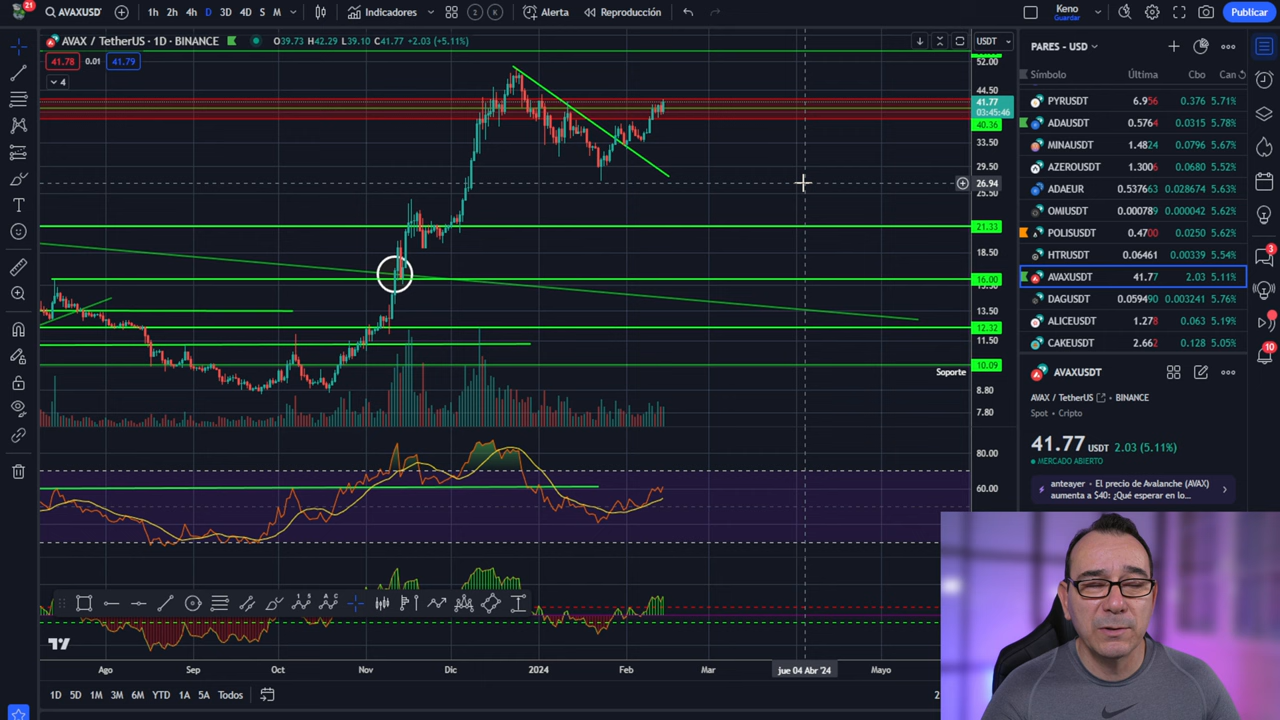 21
AVAXUSD'
1h 2h 4h D 3D 4D S M
Indicadores
2
K
Alerta
Reproducción
Keno
Guardar
Publicar
AVAX / TetherUS · 1D · BINANCE
O39.73 H42.29 L39.10 C41.77 +2.03 (+5.11%)
USDT
41.78 0.01 41.79
4
52.00
44.50
41.77
03:45:46
40.36
33.50
29.50
26.94
25.50
21.33
18.50
16.00
13.50
12.32
11.50
10.09
Soporte
8.80
7.80
80.00
60.00
Ago Sep Oct Nov Dic 2024 Feb Mar jue 04 Abr '24 Mayo
1D 5D 1M 3M 6M YTD 1A 5A Todos
PARES - USD
Símbolo Última Cbo Can
PYRUSDT 6.956 0.376 5.71%
ADAUSDT 0.5764 0.0315 5.78%
MINAUSDT 1.4824 0.0796 5.67%
AZEROUSDT 1.3006 0.0680 5.52%
ADAEUR 0.537663 0.028674 5.63%
OMIUSDT 0.000789 0.000042 5.62%
POLISUSDT 0.4700 0.0250 5.62%
HTRUSDT 0.06461 0.00339 5.54%
AVAXUSDT 41.77 2.03 5.11%
DAGUSDT 0.059490 0.003241 5.76%
ALICEUSDT 1.278 0.063 5.19%
CAKEUSDT 2.662 0.128 5.05%
3
10
AVAXUSDT
AVAX / TetherUS · BINANCE
Spot · Cripto
41.77 USDT 2.03 (5.11%)
MERCADO ABIERTO
anteayer · El precio de Avalanche (AVAX)
aumenta a $40: ¿Qué esperar en lo...